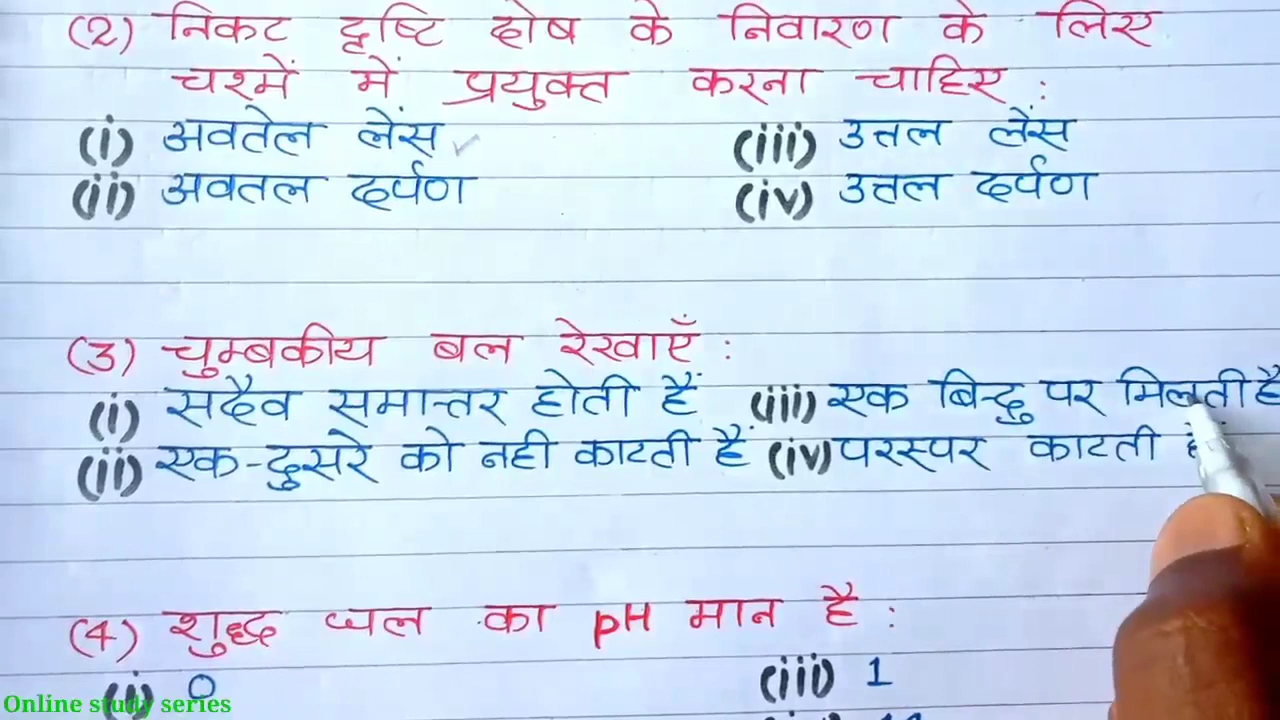 (2) निकट दृष्टि दोष के निवारण के लिए
चश्में में प्रयुक्त करना चाहिए :
(i) अवतल लेंस (iii) उत्तल लेंस
(ii) अवतल दर्पण (iv) उत्तल दर्पण
(3) चुम्बकीय बल रेखाएँ :
(i) सदैव समान्तर होती हैं (iii) एक बिन्दु पर मिलती है
(ii) एक-दुसरे को नही काटती हैं (iv) परस्पर काटती
(4) शुद्ध जल का pH मान है :
(i) 0 (iii) 1
Online study series